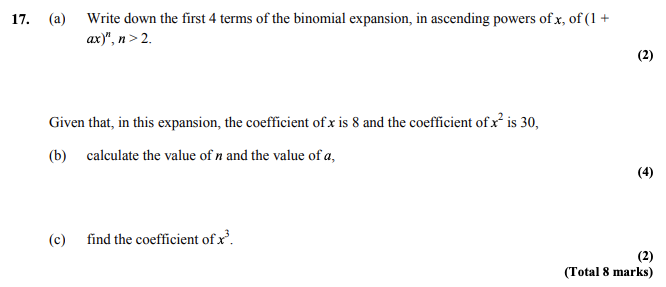 17. (a) Write down the first 4 terms of the binomial expansion, in ascending powers of x, of (1 +
ax)ⁿ, n > 2.
(2)
Given that, in this expansion, the coefficient of x is 8 and the coefficient of x² is 30,
(b) calculate the value of n and the value of a,
(4)
(c) find the coefficient of x³.
(2)
(Total 8 marks)